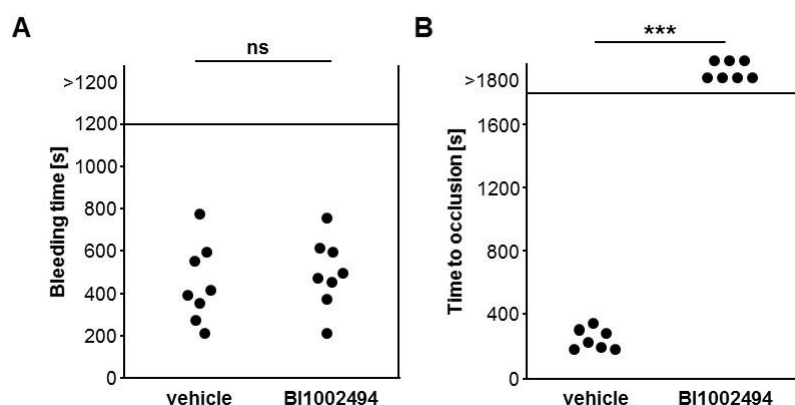 A
ns
>1200
1200
1000
800
600
400
200
0
Bleeding time [s]
vehicle BI1002494
B
***
>1800
1600
1200
800
400
0
Time to occlusion [s]
vehicle BI1002494